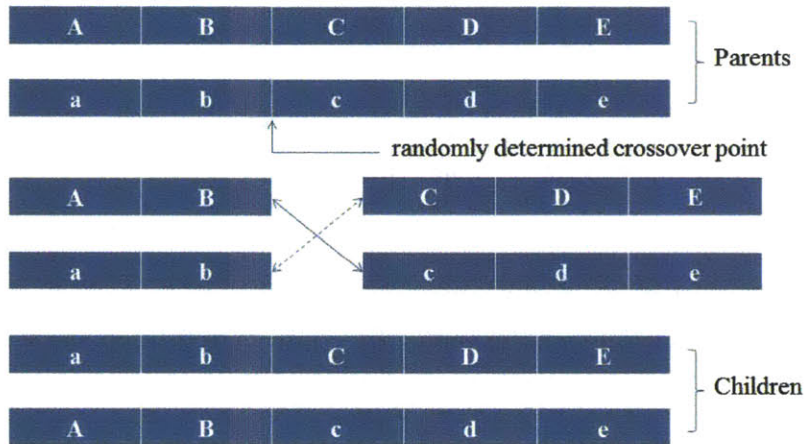 A B C D E
Parents
a b c d e
randomly determined crossover point
A B C D E
a b c d e
a b C D E
Children
A B c d e